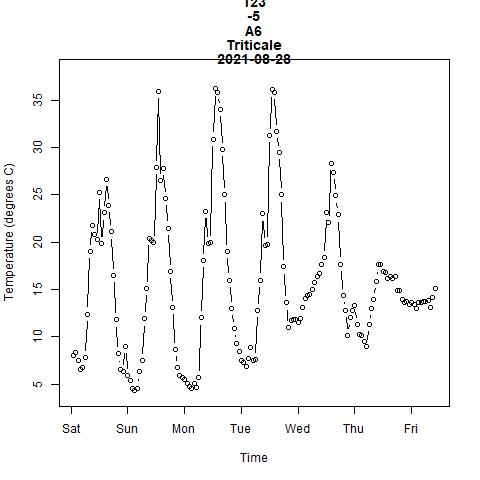 123
-5
A6
Triticale
2021-08-28
Temperature (degrees C)
35
30
25
20
15
10
5
Sat Sun Mon Tue Wed Thu Fri
Time